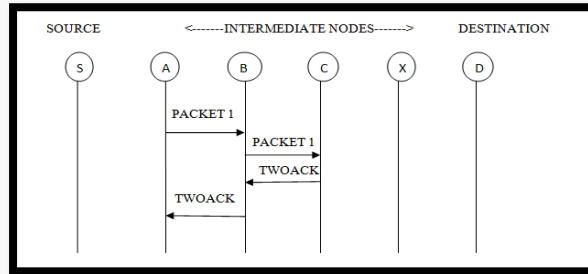 SOURCE <-------INTERMEDIATE NODES-------> DESTINATION
S A B C X D
PACKET 1
PACKET 1
TWOACK
TWOACK